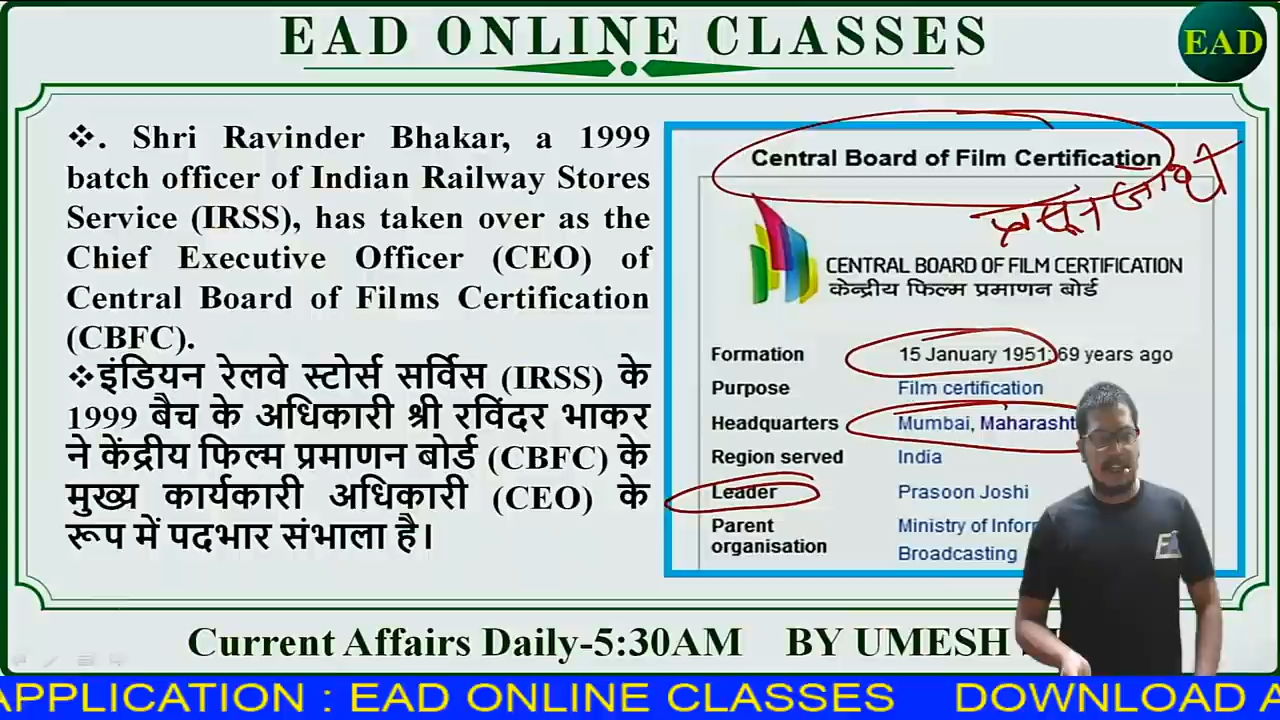 EAD ONLINE CLASSES
EAD
❖. Shri Ravinder Bhakar, a 1999
batch officer of Indian Railway Stores
Service (IRSS), has taken over as the
Chief Executive Officer (CEO) of
Central Board of Films Certification
(CBFC).
❖इंडियन रेलवे स्टोर्स सर्विस (IRSS) के
1999 बैच के अधिकारी श्री रविंदर भाकर
ने केंद्रीय फिल्म प्रमाणन बोर्ड (CBFC) के
मुख्य कार्यकारी अधिकारी (CEO) के
रूप में पदभार संभाला है।
Central Board of Film Certification
प्रसून जोशी
CENTRAL BOARD OF FILM CERTIFICATION
केन्द्रीय फिल्म प्रमाणन बोर्ड
Formation 15 January 1951; 69 years ago
Purpose Film certification
Headquarters Mumbai, Maharasht
Region served India
Leader Prasoon Joshi
Parent Ministry of Infor
organisation Broadcasting
Current Affairs Daily-5:30AM BY UMESH
APPLICATION : EAD ONLINE CLASSES DOWNLOAD A